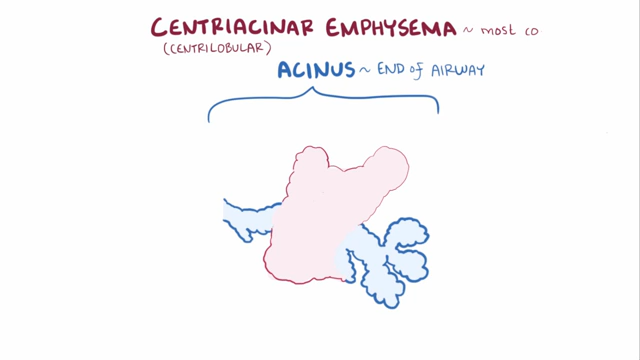 CENTRIACINAR EMPHYSEMA ~ most co
(CENTRILOBULAR)
ACINUS ~ END OF AIRWAY